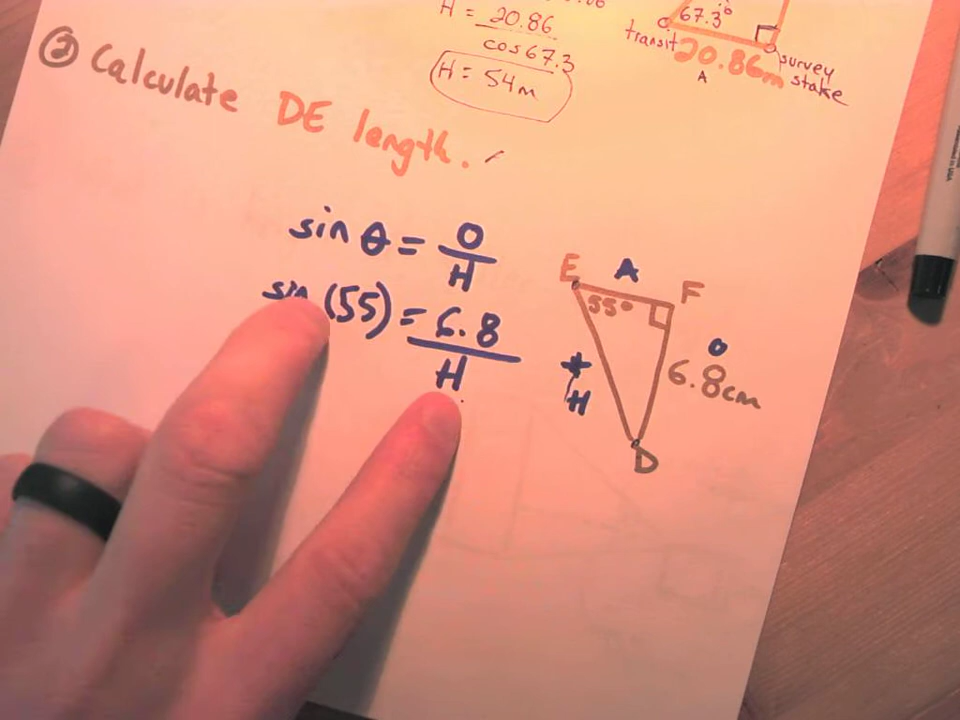 H = 20.86
cos 67.3
H = 54m
67.3°
transit
20.86m
survey
stake
A
② Calculate DE length.
sin θ = O
H
sin (55) = 6.8
H
E A F
55°
O
6.8cm
*
H
D